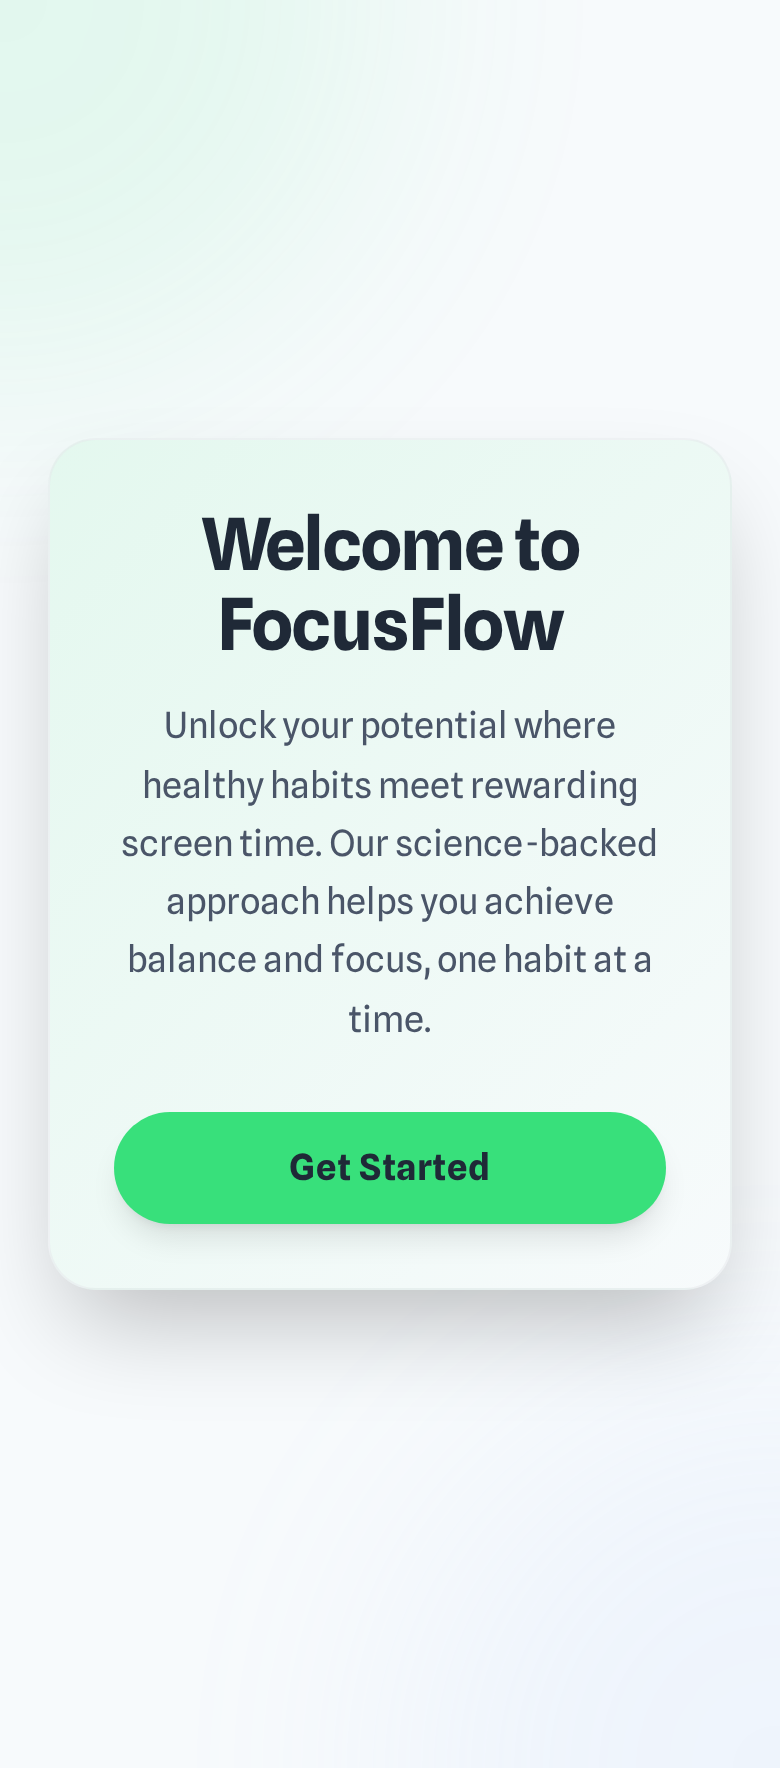 Welcome to
FocusFlow
Unlock your potential where
healthy habits meet rewarding
screen time. Our science-backed
approach helps you achieve
balance and focus, one habit at a
time.
Get Started